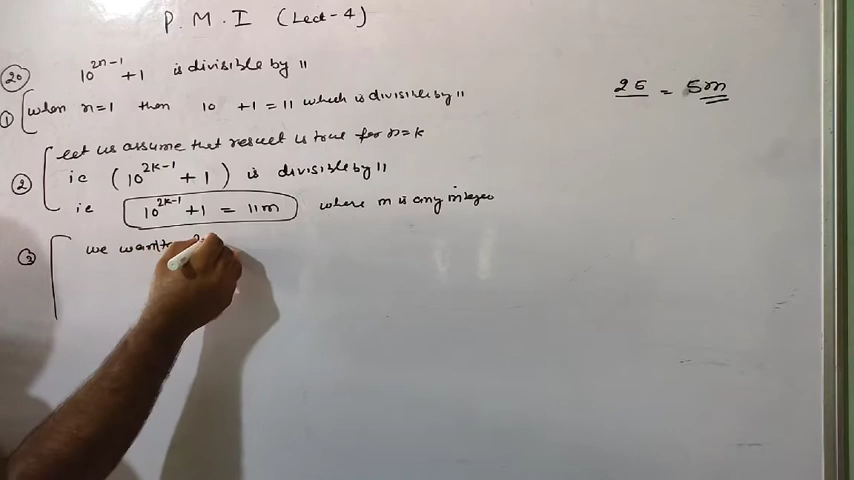 P. M. I (Lect-4)
20 10^{2n-1} + 1 is divisible by 11
1 when n=1 then 10 + 1 = 11 which is divisible by 11
let us assume that result is true for n=k
2 ie (10^{2k-1} + 1) is divisible by 11
ie 10^{2k-1} + 1 = 11m where m is any integer
3 we want
25 = 5m